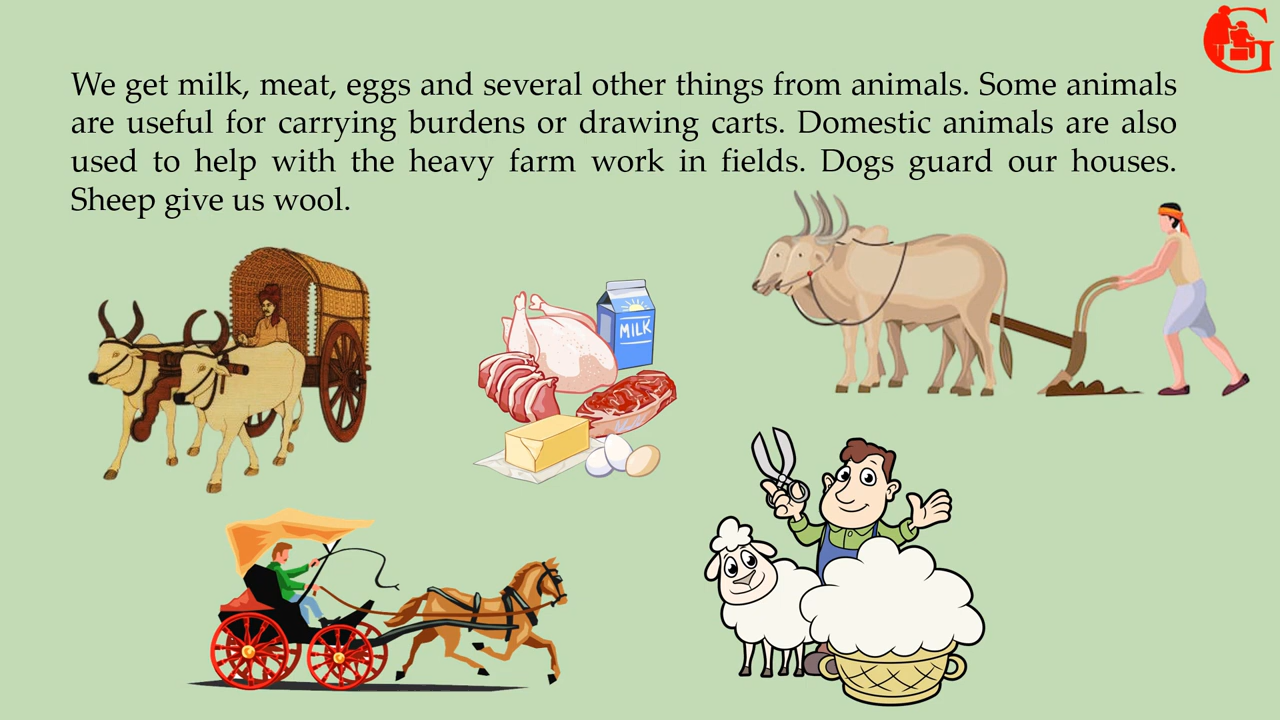 We get milk, meat, eggs and several other things from animals. Some animals
are useful for carrying burdens or drawing carts. Domestic animals are also
used to help with the heavy farm work in fields. Dogs guard our houses.
Sheep give us wool.
MILK
G